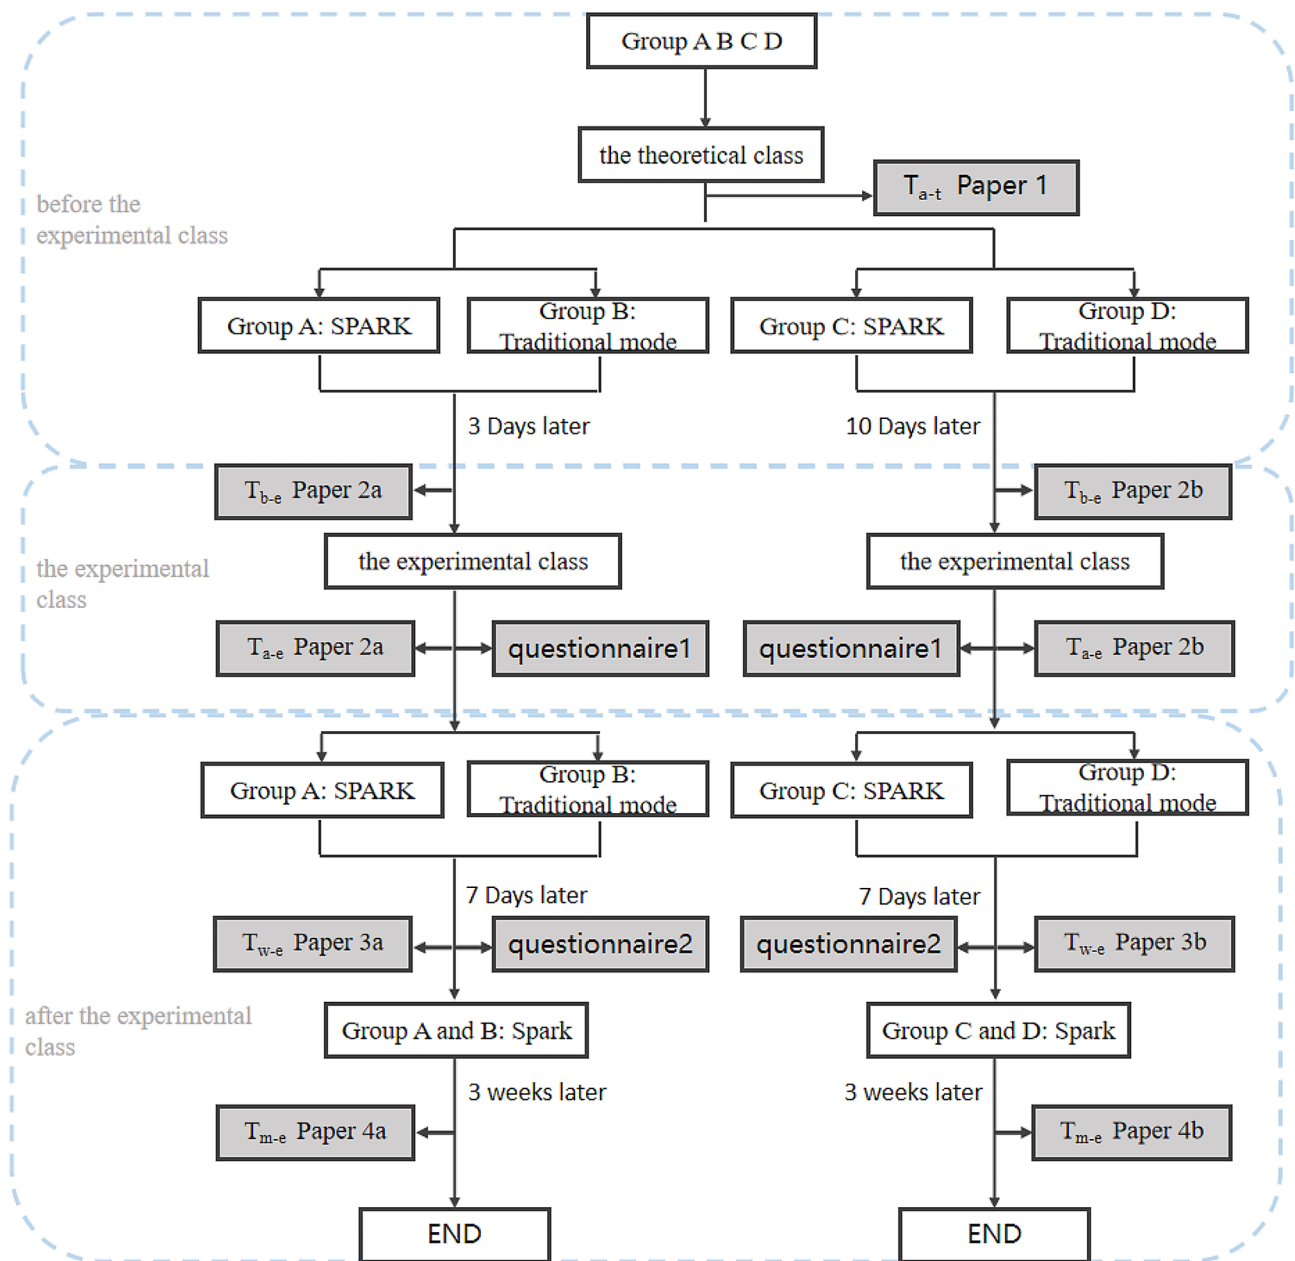 Group A B C D
the theoretical class
Ta-t Paper 1
before the
experimental class
Group A: SPARK
Group B:
Traditional mode
Group C: SPARK
Group D:
Traditional mode
3 Days later
10 Days later
Tb-e Paper 2a
Tb-e Paper 2b
the experimental class
the experimental class
the experimental
class
Ta-e Paper 2a
questionnaire1
questionnaire1
Ta-e Paper 2b
Group A: SPARK
Group B:
Traditional mode
Group C: SPARK
Group D:
Traditional mode
7 Days later
7 Days later
Tw-e Paper 3a
questionnaire2
questionnaire2
Tw-e Paper 3b
after the experimental
class
Group A and B: Spark
Group C and D: Spark
3 weeks later
3 weeks later
Tm-e Paper 4a
Tm-e Paper 4b
END
END